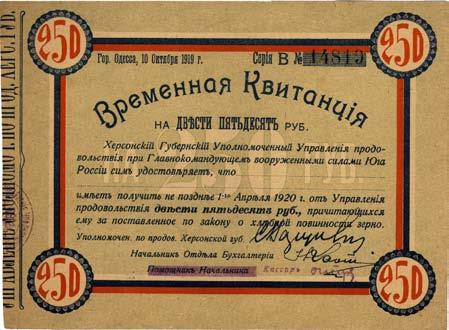 250 250
Гор. Одесса, 10 Октября 1919 г. Серія В № 14819
Временная Квитанція
НА ДВѢСТИ ПЯТЬДЕСЯТЪ РУБ.
Херсонскій Губернскій Уполномоченный Управленія продо-
вольствія при Главнокомандующемъ вооруженными силами Юга
Россіи симъ удостовѣряетъ, что
имѣетъ получить не позднѣе 1-го Апрѣля 1920 г. отъ Управленія
продовольствія двѣсти пятьдесятъ руб., причитающихся
ему за поставленное по закону о хлѣбной повинности зерно.
Уполномочен. по продов. Херсонской губ.
Начальникъ Отдѣла Бухгалтеріи
Помощникъ Начальника Кассиръ
250 250